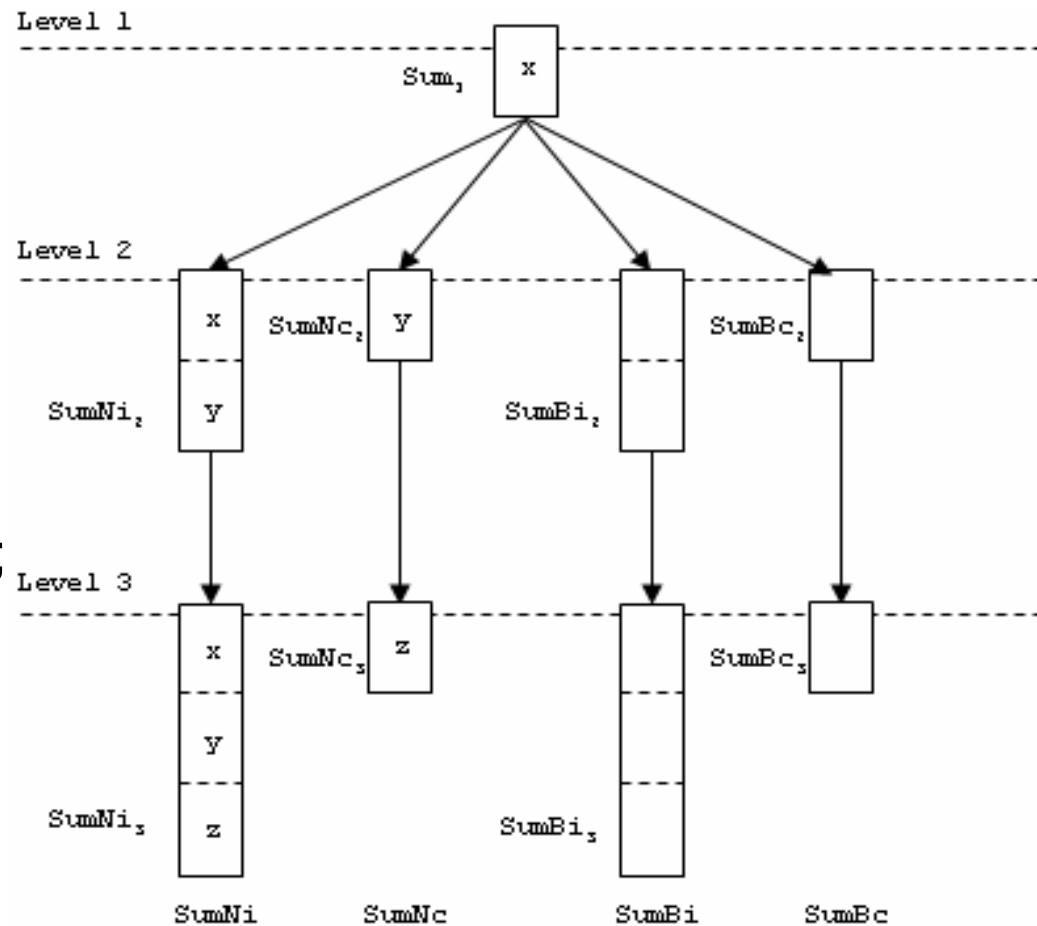 Level 1
Sum₁
x
Level 2
x
SumNc₂
y
SumBc₂
SumNi₂
y
SumBi₂
Level 3
x
SumNc₃
z
SumBc₃
y
SumNi₃
z
SumBi₃
SumNi SumNc SumBi SumBc